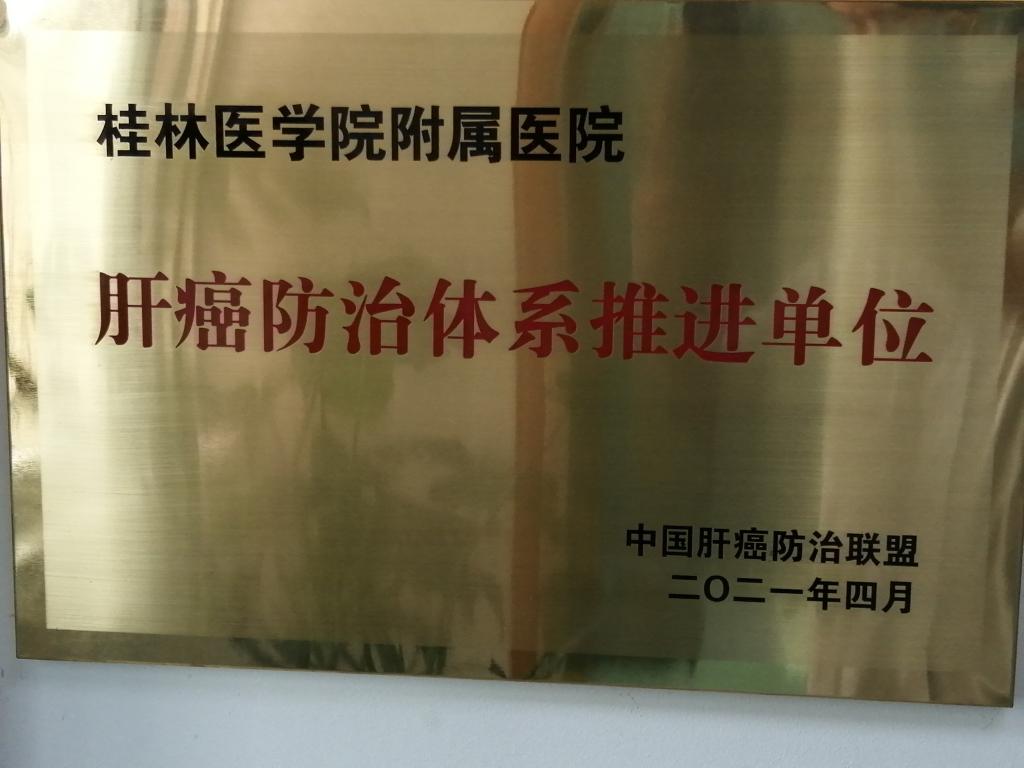 桂林医学院附属医院
肝癌防治体系推进单位
中国肝癌防治联盟
二〇二一年四月